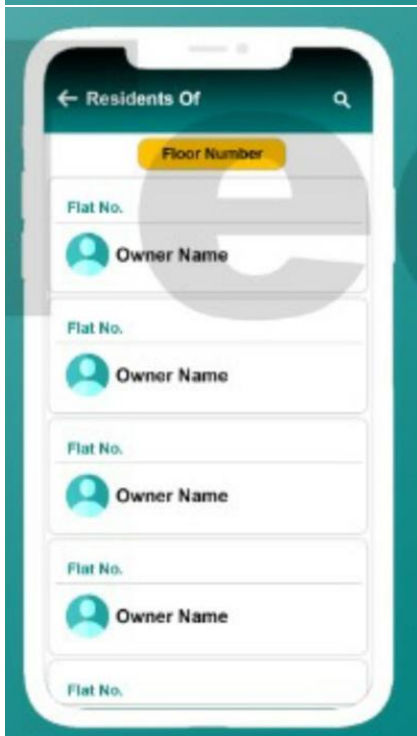 Residents Of
Floor Number
Flat No.
Owner Name
Flat No.
Owner Name
Flat No.
Owner Name
Flat No.
Owner Name
Flat No.